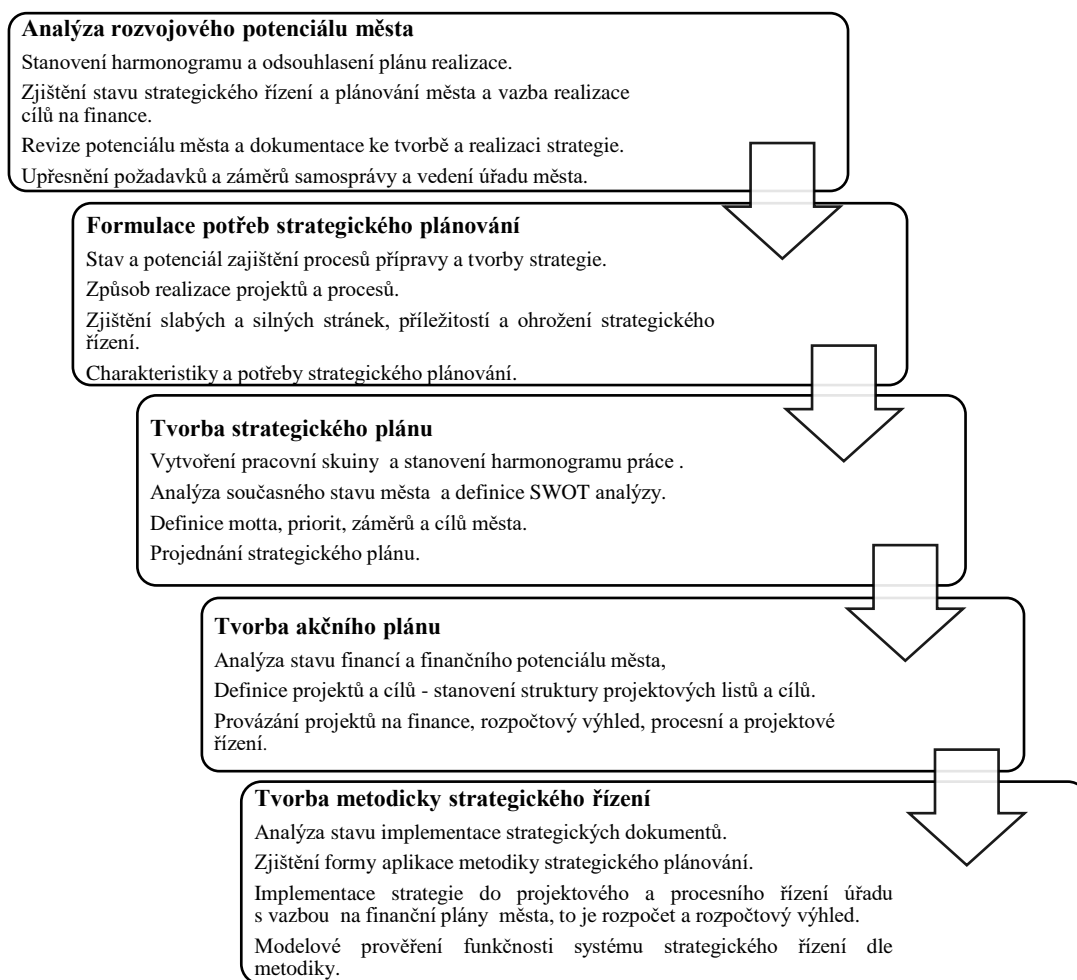 Analýza rozvojového potenciálu města
Stanovení harmonogramu a odsouhlasení plánu realizace.
Zjištění stavu strategického řízení a plánování města a vazba realizace
cílů na finance.
Revize potenciálu města a dokumentace ke tvorbě a realizaci strategie.
Upřesnění požadavků a záměrů samosprávy a vedení úřadu města.
Formulace potřeb strategického plánování
Stav a potenciál zajištění procesů přípravy a tvorby strategie.
Způsob realizace projektů a procesů.
Zjištění slabých a silných stránek, příležitostí a ohrožení strategického
řízení.
Charakteristiky a potřeby strategického plánování.
Tvorba strategického plánu
Vytvoření pracovní skuiny a stanovení harmonogramu práce .
Analýza současného stavu města a definice SWOT analýzy.
Definice motta, priorit, záměrů a cílů města.
Projednání strategického plánu.
Tvorba akčního plánu
Analýza stavu financí a finančního potenciálu města,
Definice projektů a cílů - stanovení struktury projektových listů a cílů.
Provázání projektů na finance, rozpočtový výhled, procesní a projektové
řízení.
Tvorba metodicky strategického řízení
Analýza stavu implementace strategických dokumentů.
Zjištění formy aplikace metodiky strategického plánování.
Implementace strategie do projektového a procesního řízení úřadu
s vazbou na finanční plány města, to je rozpočet a rozpočtový výhled.
Modelové prověření funkčnosti systému strategického řízení dle
metodiky.